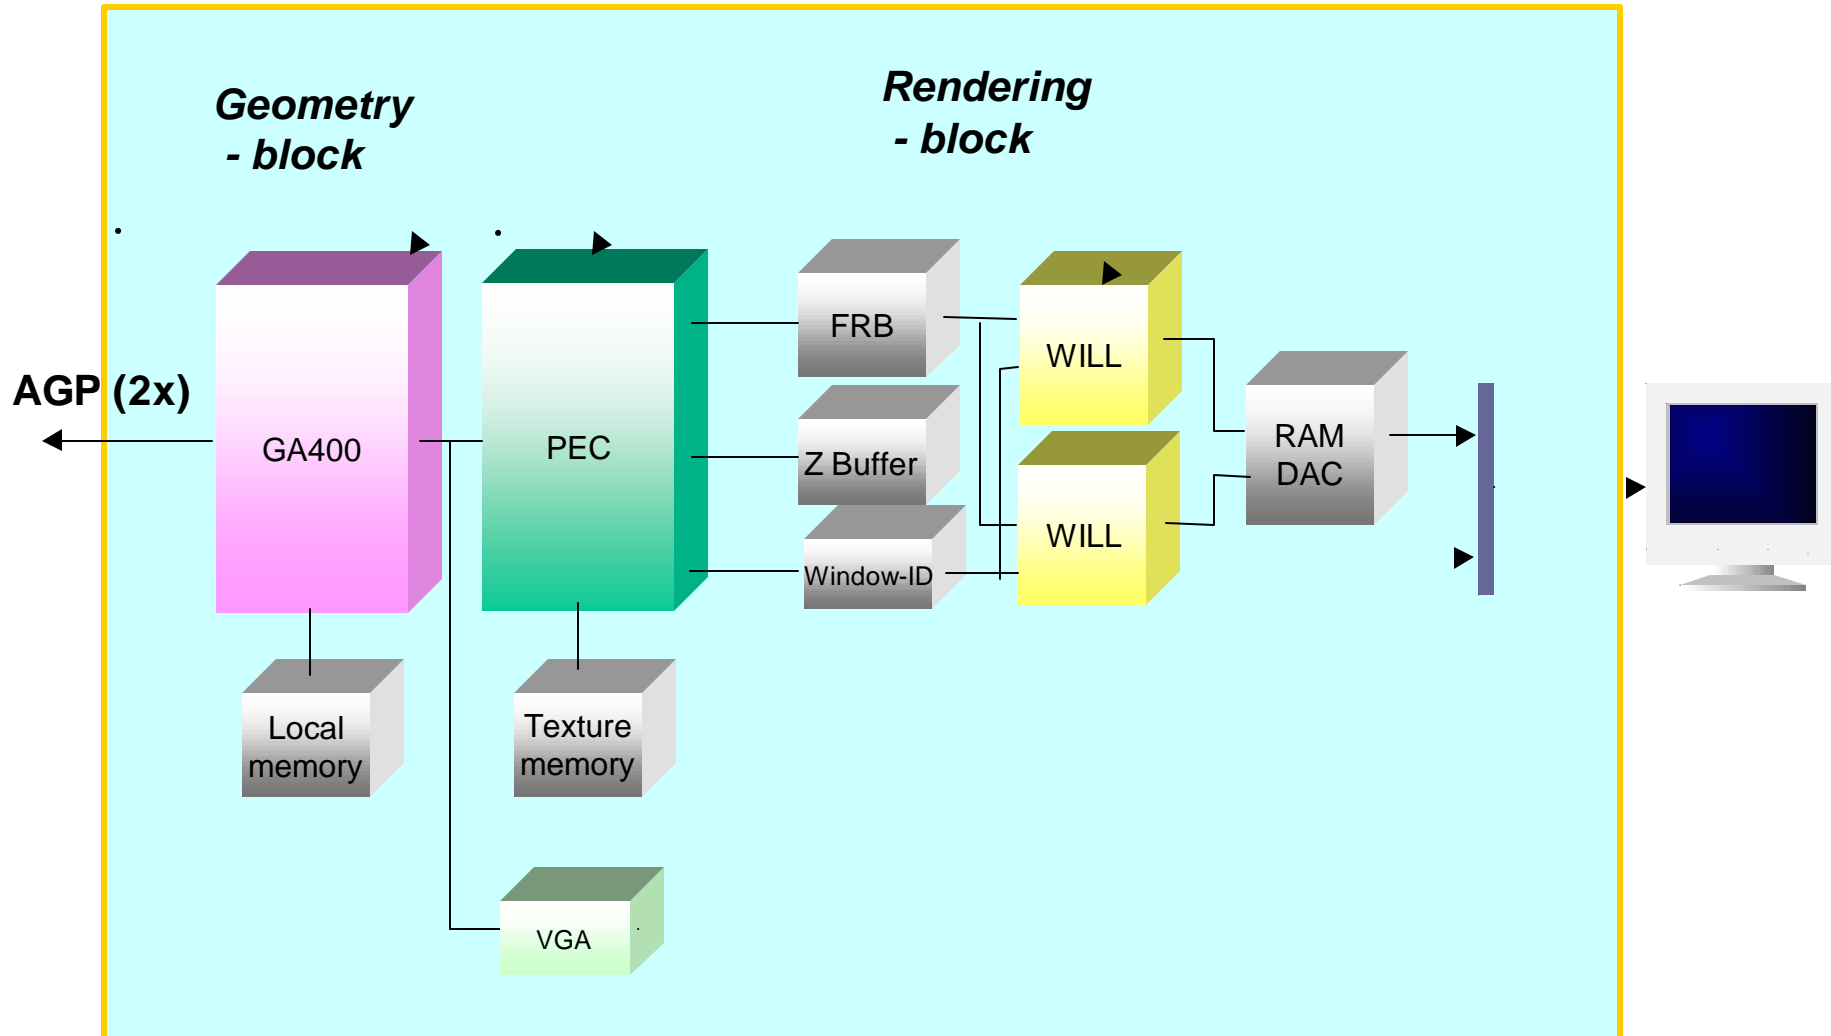 Geometry
- block
Rendering
- block
AGP (2x)
GA400
PEC
FRB
Z Buffer
Window-ID
WILL
WILL
RAM
DAC
Local
memory
Texture
memory
VGA